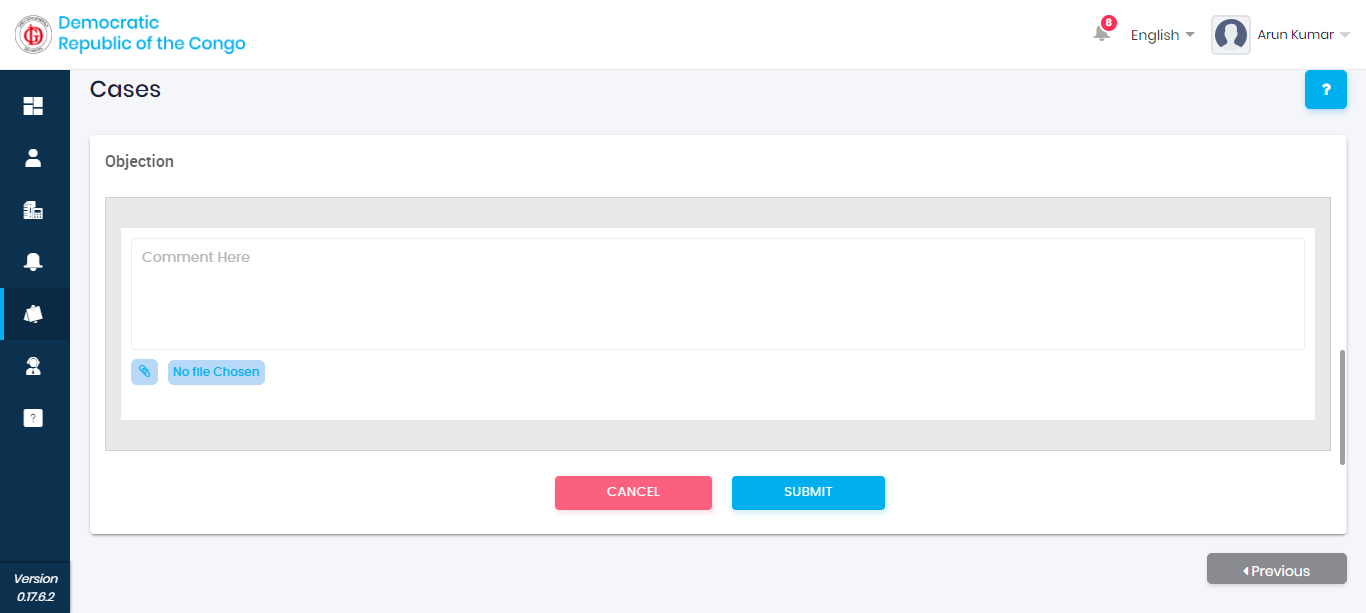 Democratic
Republic of the Congo
8
English
Arun Kumar
Cases
?
Objection
Comment Here
No file Chosen
CANCEL
SUBMIT
Previous
?
Version
0.17.6.2